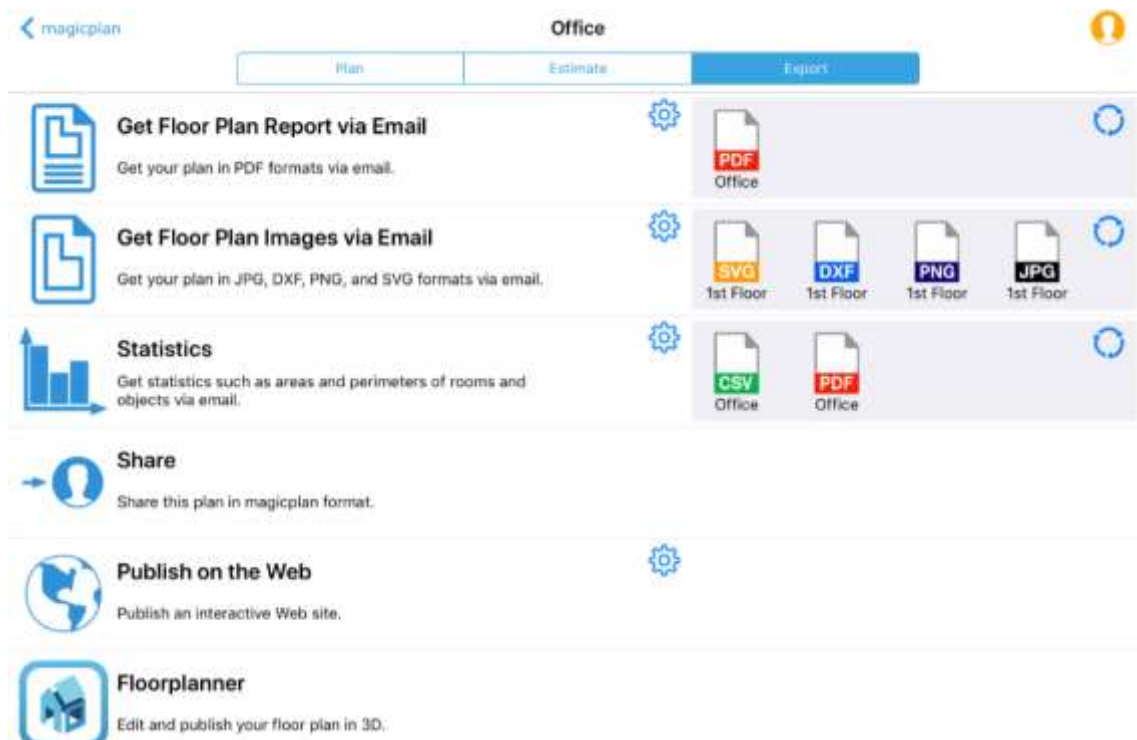 magicplan
Office
Plan
Estimate
Export
Get Floor Plan Report via Email
Get your plan in PDF formats via email.
PDF
Office
Get Floor Plan Images via Email
Get your plan in JPG, DXF, PNG, and SVG formats via email.
SVG
1st Floor
DXF
1st Floor
PNG
1st Floor
JPG
1st Floor
Statistics
Get statistics such as areas and perimeters of rooms and
objects via email.
CSV
Office
PDF
Office
Share
Share this plan in magicplan format.
Publish on the Web
Publish an interactive Web site.
Floorplanner
Edit and publish your floor plan in 3D.